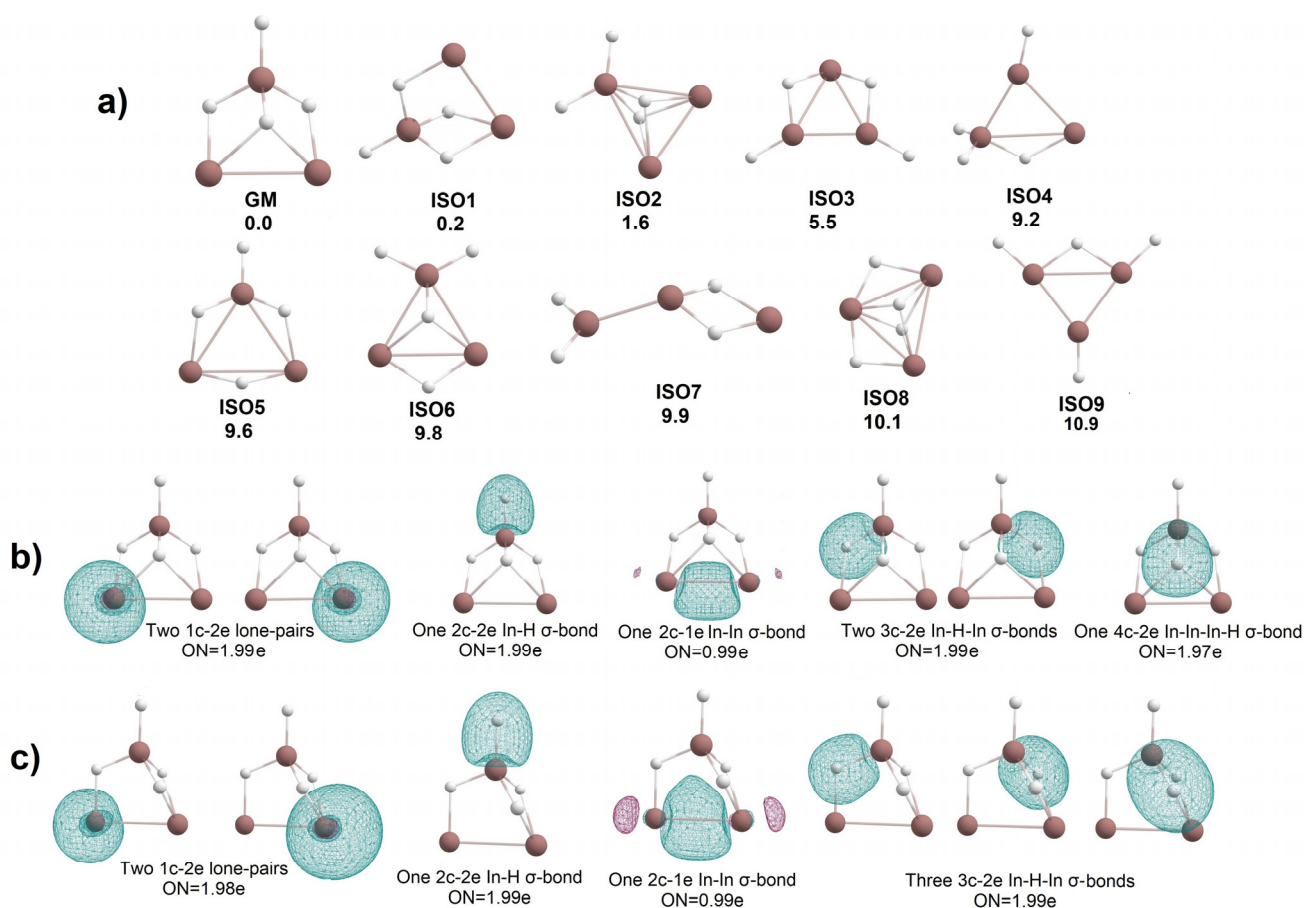 a)
GM
0.0
ISO1
0.2
ISO2
1.6
ISO3
5.5
ISO4
9.2
ISO5
9.6
ISO6
9.8
ISO7
9.9
ISO8
10.1
ISO9
10.9
b)
Two 1c-2e lone-pairs
ON=1.99e
One 2c-2e In-H σ-bond
ON=1.99e
One 2c-1e In-In σ-bond
ON=0.99e
Two 3c-2e In-H-In σ-bonds
ON=1.99e
One 4c-2e In-In-In-H σ-bond
ON=1.97e
c)
Two 1c-2e lone-pairs
ON=1.98e
One 2c-2e In-H σ-bond
ON=1.99e
One 2c-1e In-In σ-bond
ON=0.99e
Three 3c-2e In-H-In σ-bonds
ON=1.99e